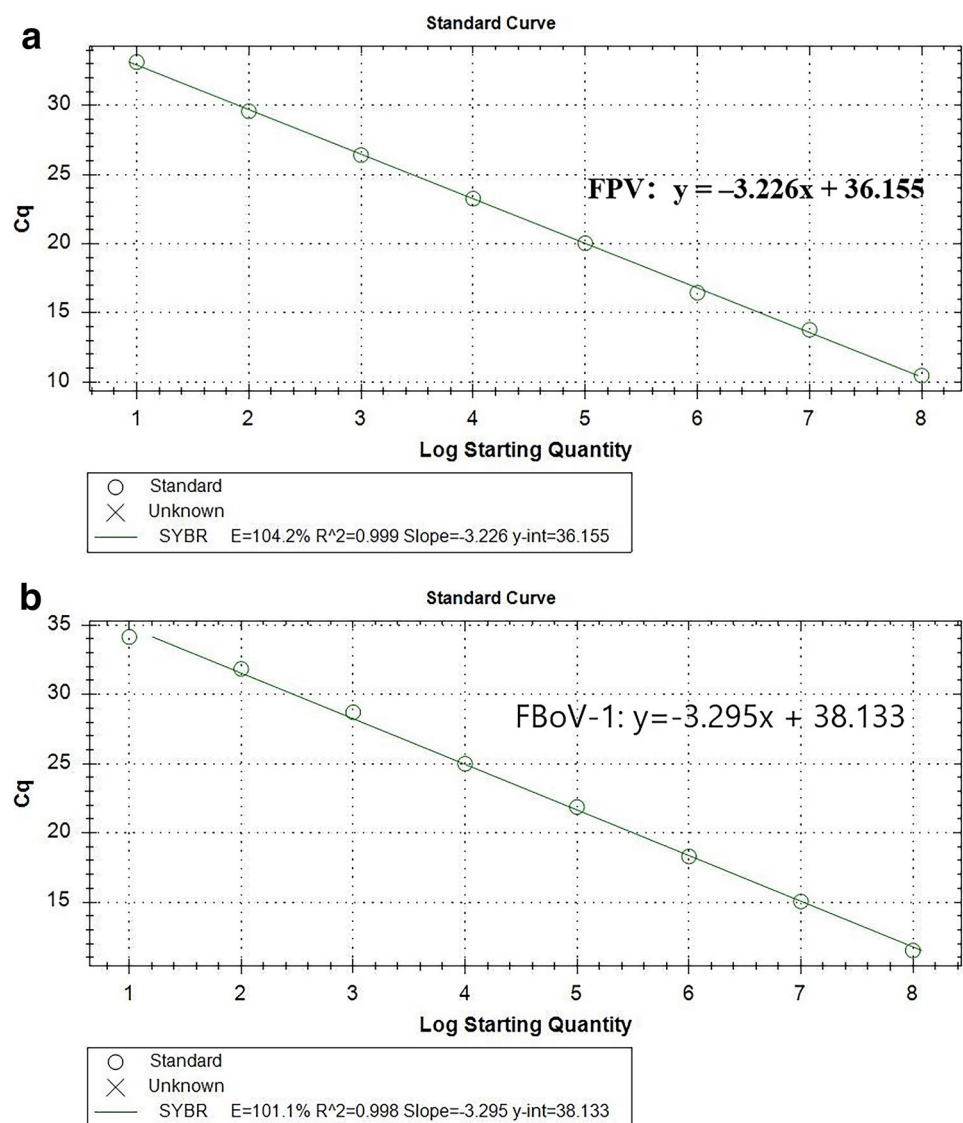 a
Standard Curve
30
25
20
15
10
Cq
FPV: y = –3.226x + 36.155
1 2 3 4 5 6 7 8
Log Starting Quantity
Standard
Unknown
SYBR E=104.2% R^2=0.999 Slope=-3.226 y-int=36.155
b
Standard Curve
35
30
25
20
15
Cq
FBoV-1: y=-3.295x + 38.133
1 2 3 4 5 6 7 8
Log Starting Quantity
Standard
Unknown
SYBR E=101.1% R^2=0.998 Slope=-3.295 y-int=38.133